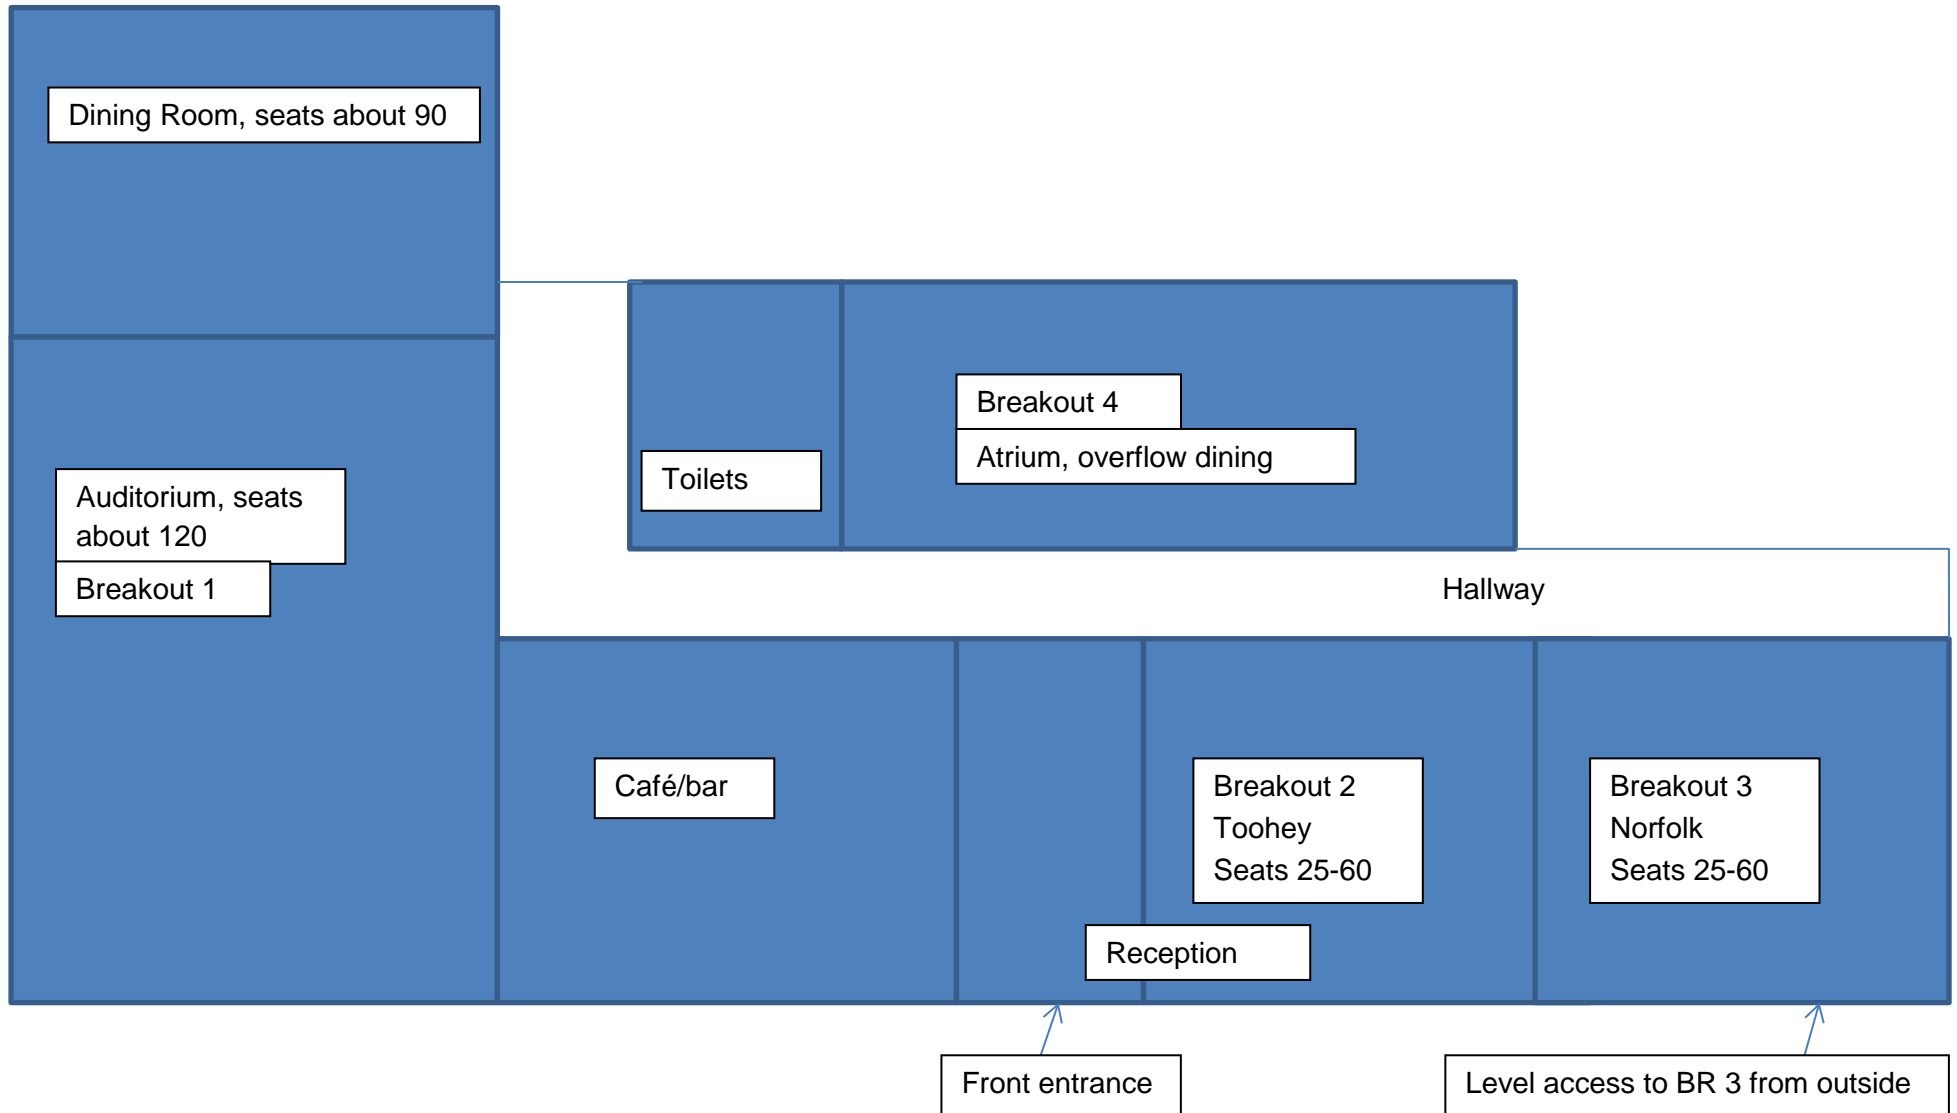 Dining Room, seats about 90
Breakout 4
Atrium, overflow dining
Toilets
Auditorium, seats
about 120
Breakout 1
Hallway
Café/bar
Breakout 2
Toohey
Seats 25-60
Breakout 3
Norfolk
Seats 25-60
Reception
Front entrance
Level access to BR 3 from outside